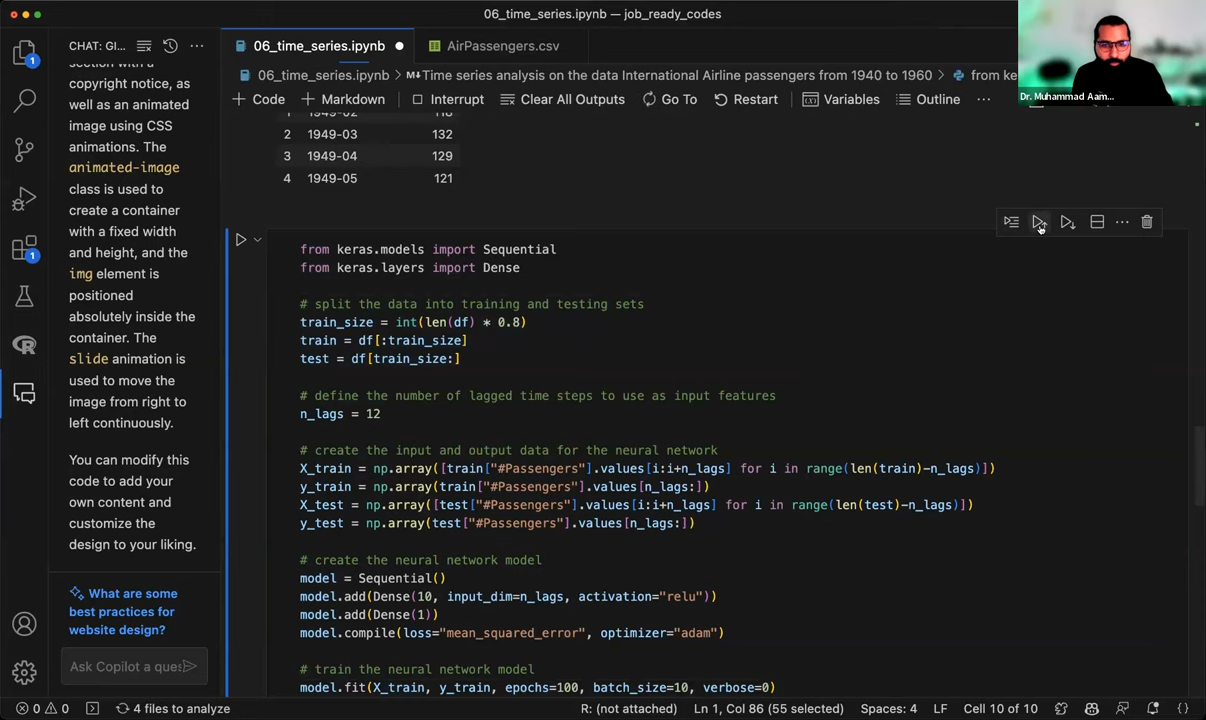 06_time_series.ipynb — job_ready_codes
CHAT: GI...
06_time_series.ipynb
AirPassengers.csv
06_time_series.ipynb > Time series analysis on the data International Airline passengers from 1940 to 1960 > from ke
Code
Markdown
Interrupt
Clear All Outputs
Go To
Restart
Variables
Outline
Dr. Muhammad Aam...
section with a
copyright notice, as
well as an animated
image using CSS
animations. The
animated-image
class is used to
create a container
with a fixed width
and height, and the
img element is
positioned
absolutely inside the
container. The
slide animation is
used to move the
image from right to
left continuously.
You can modify this
code to add your
own content and
customize the
design to your liking.
What are some
best practices for
website design?
Ask Copilot a ques
1 1949-02 118
2 1949-03 132
3 1949-04 129
4 1949-05 121
from keras.models import Sequential
from keras.layers import Dense
# split the data into training and testing sets
train_size = int(len(df) * 0.8)
train = df[:train_size]
test = df[train_size:]
# define the number of lagged time steps to use as input features
n_lags = 12
# create the input and output data for the neural network
X_train = np.array([train["#Passengers"].values[i:i+n_lags] for i in range(len(train)-n_lags)])
y_train = np.array(train["#Passengers"].values[n_lags:])
X_test = np.array([test["#Passengers"].values[i:i+n_lags] for i in range(len(test)-n_lags)])
y_test = np.array(test["#Passengers"].values[n_lags:])
# create the neural network model
model = Sequential()
model.add(Dense(10, input_dim=n_lags, activation="relu"))
model.add(Dense(1))
model.compile(loss="mean_squared_error", optimizer="adam")
# train the neural network model
model.fit(X_train, y_train, epochs=100, batch_size=10, verbose=0)
0 0 4 files to analyze
R: (not attached)
Ln 1, Col 86 (55 selected)
Spaces: 4
LF
Cell 10 of 10